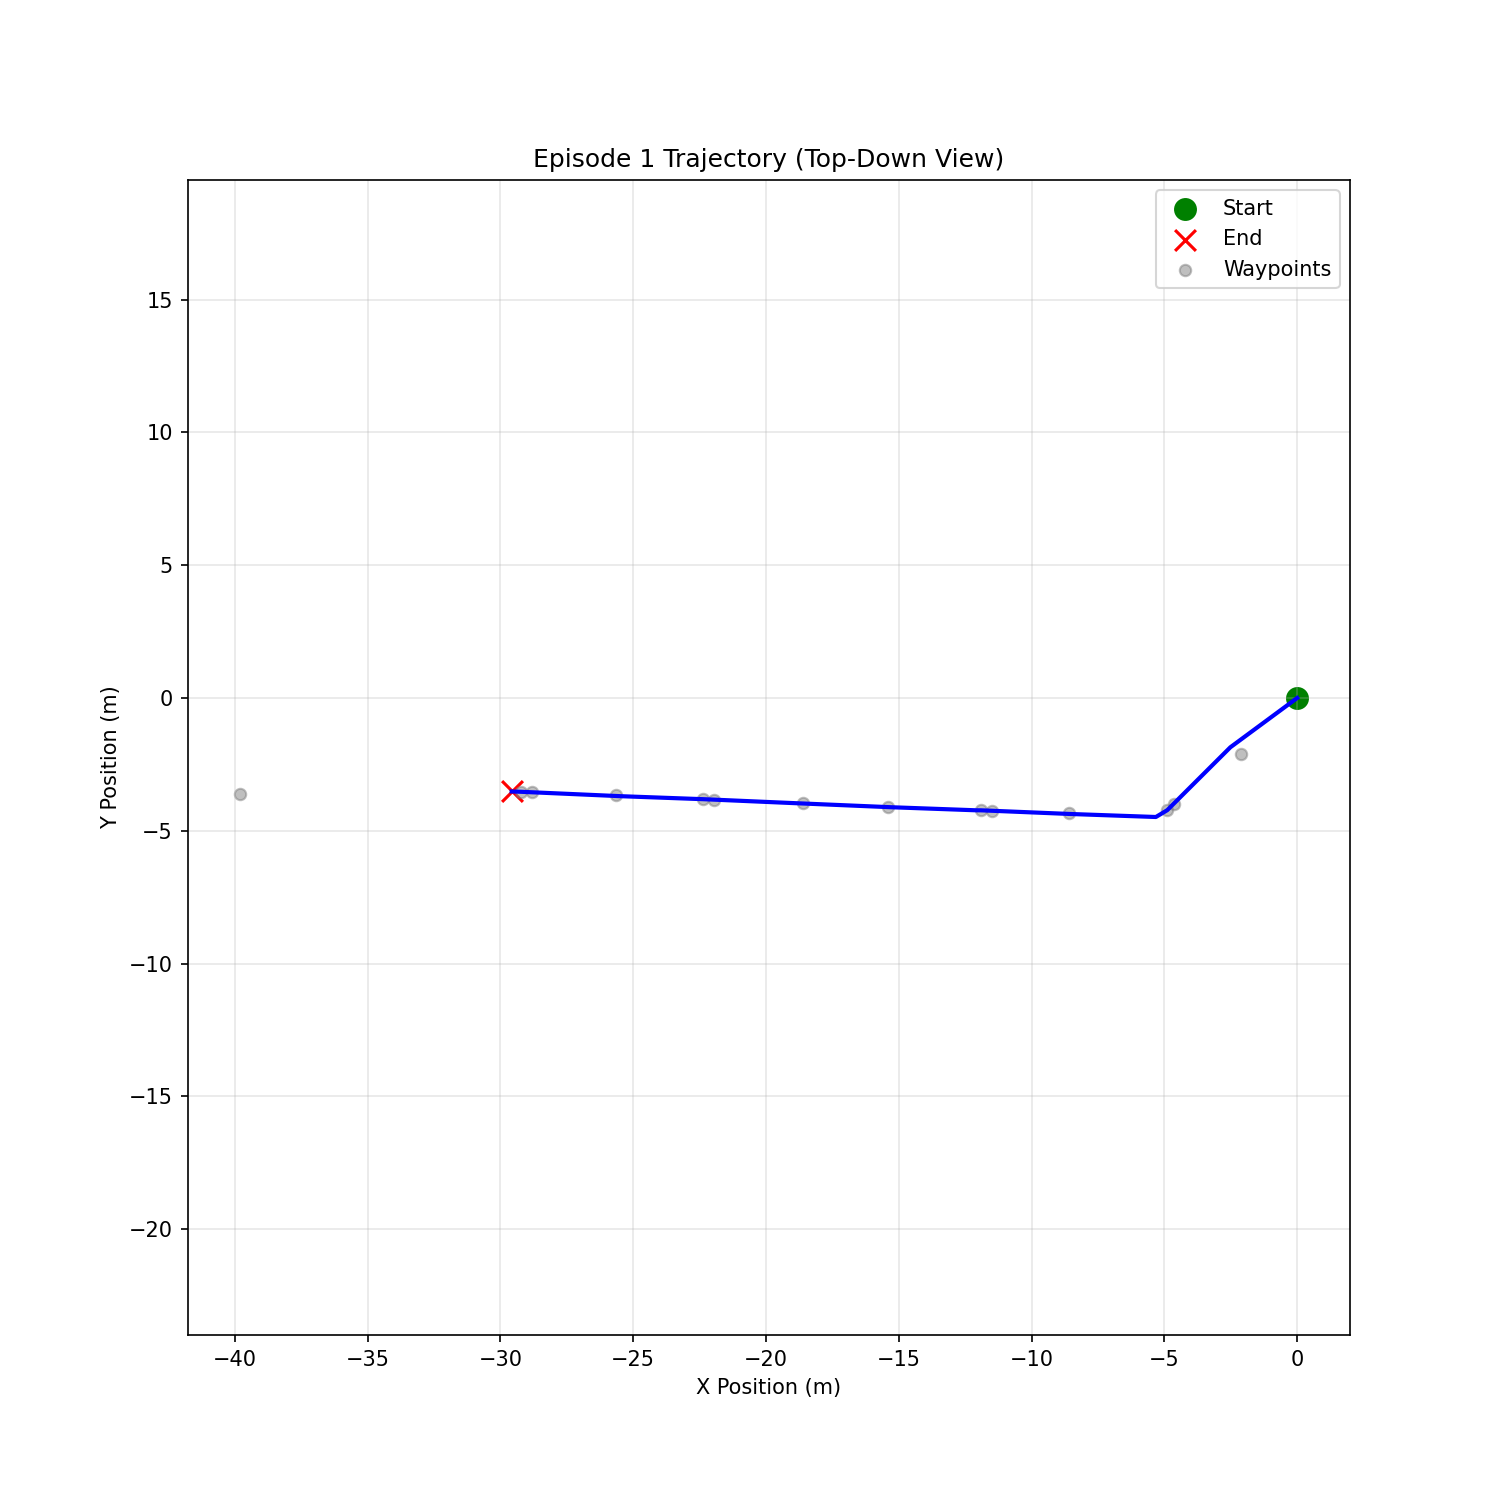 Episode 1 Trajectory (Top-Down View)
Start
End
Waypoints
15
10
5
0
−5
−10
−15
−20
Y Position (m)
−40
−35
−30
−25
−20
−15
−10
−5
0
X Position (m)